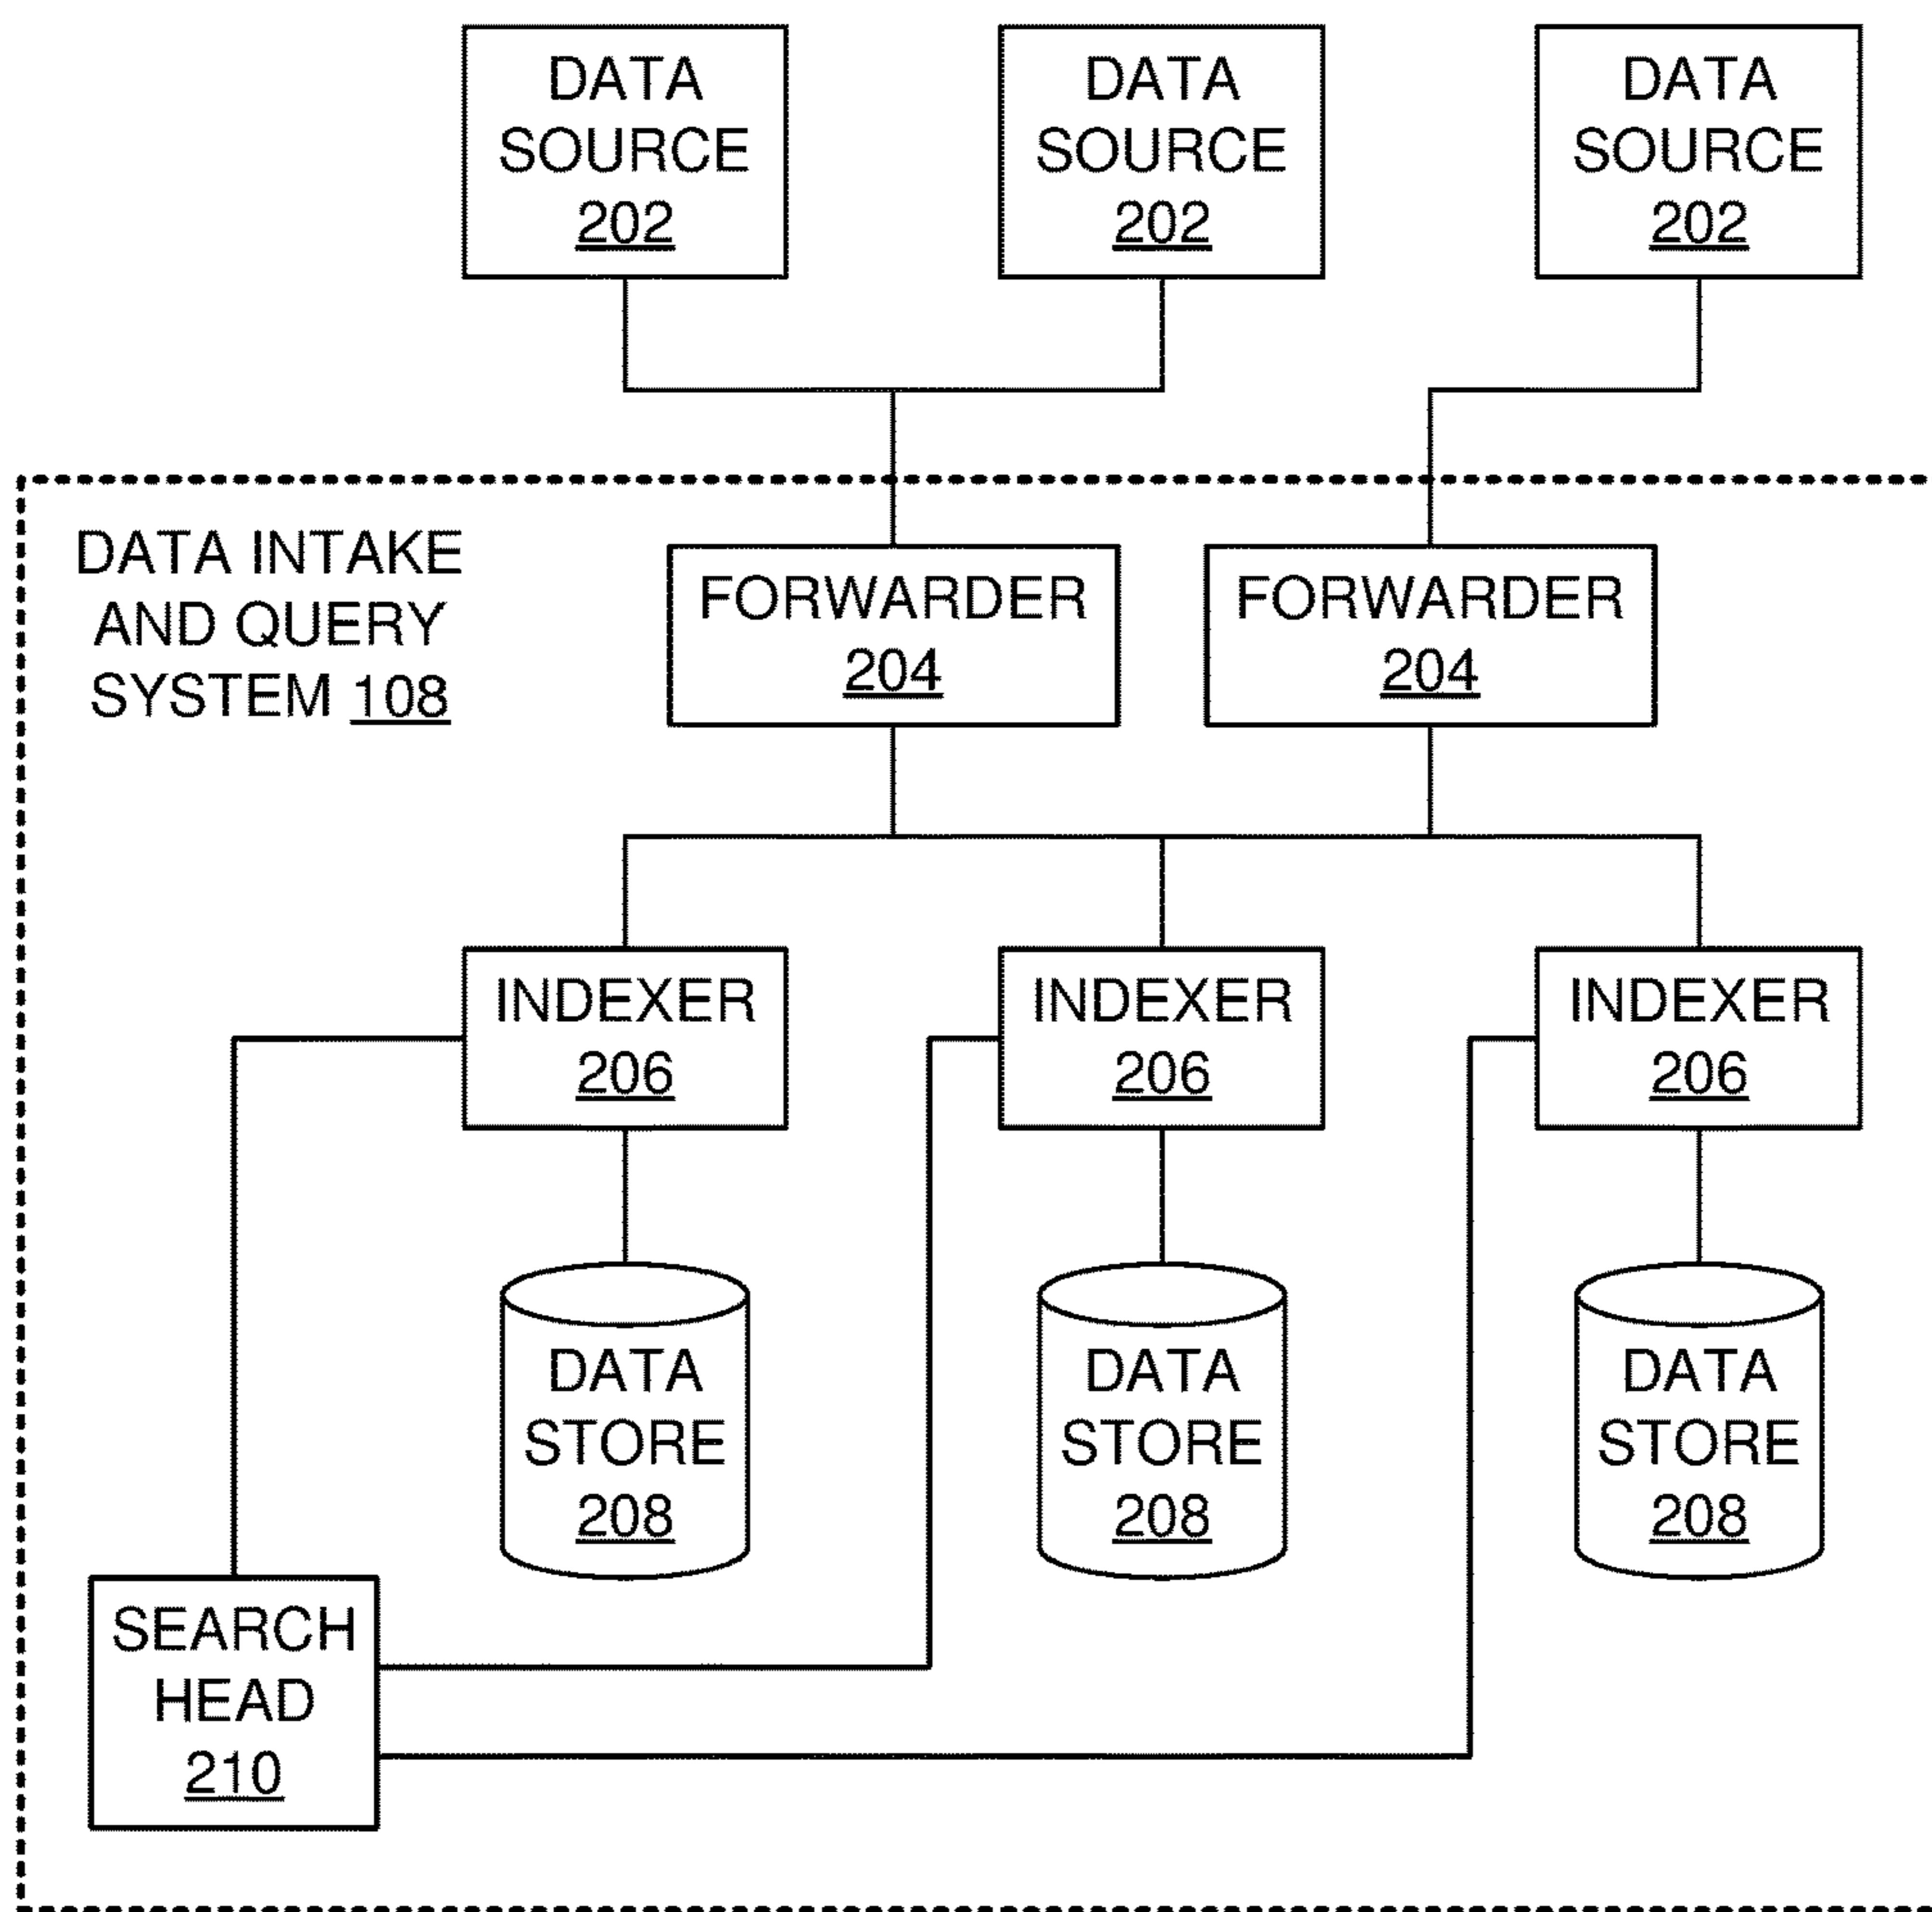 DATA
SOURCE
202
DATA
SOURCE
202
DATA
SOURCE
202
DATA INTAKE
AND QUERY
SYSTEM 108
FORWARDER
204
FORWARDER
204
INDEXER
206
INDEXER
206
INDEXER
206
DATA
STORE
208
DATA
STORE
208
DATA
STORE
208
SEARCH
HEAD
210